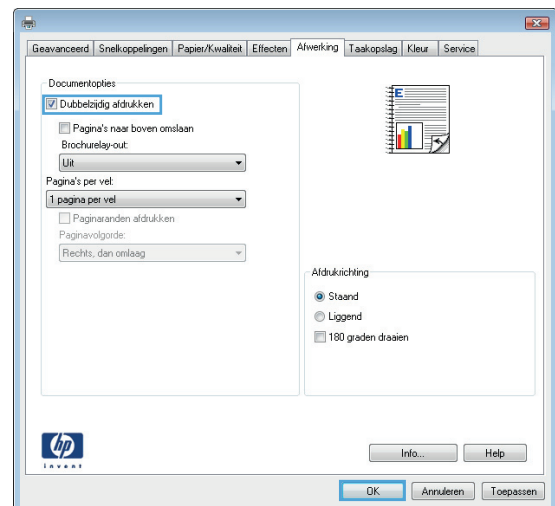 Geavanceerd Snelkoppelingen Papier/Kwaliteit Effecten Afwerking Taakopslag Kleur Service
Documentopties
Dubbelzijdig afdrukken
Pagina's naar boven omslaan
Brochurelay-out:
Uit
Pagina's per vel:
1 pagina per vel
Paginaranden afdrukken
Paginavolgorde:
Rechts, dan omlaag
E
Afdrukrichting
Staand
Liggend
180 graden draaien
hp
invent
Info... Help
OK Annuleren Toepassen